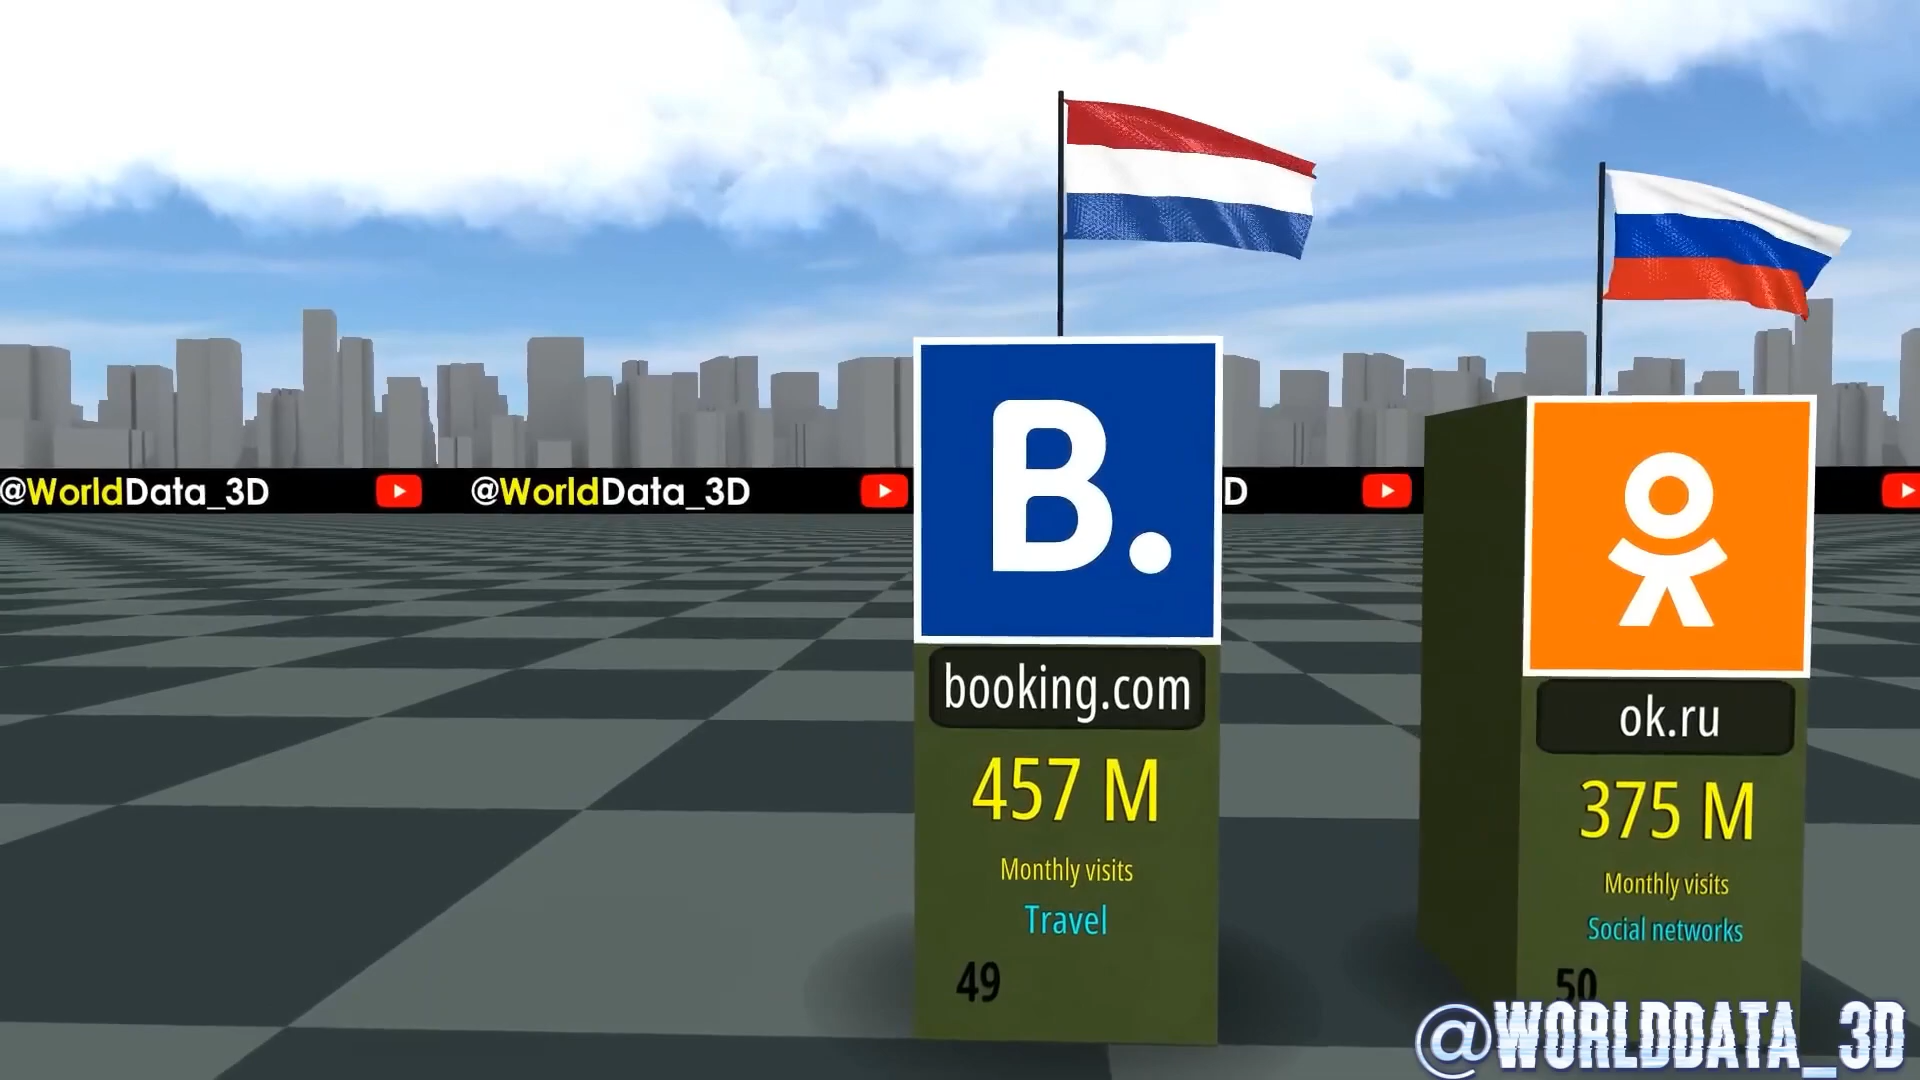 @WorldData_3D
@WorldData_3D
D
B.
booking.com
457 M
Monthly visits
Travel
49
ok.ru
375 M
Monthly visits
Social networks
50
@WORLDDATA_3D